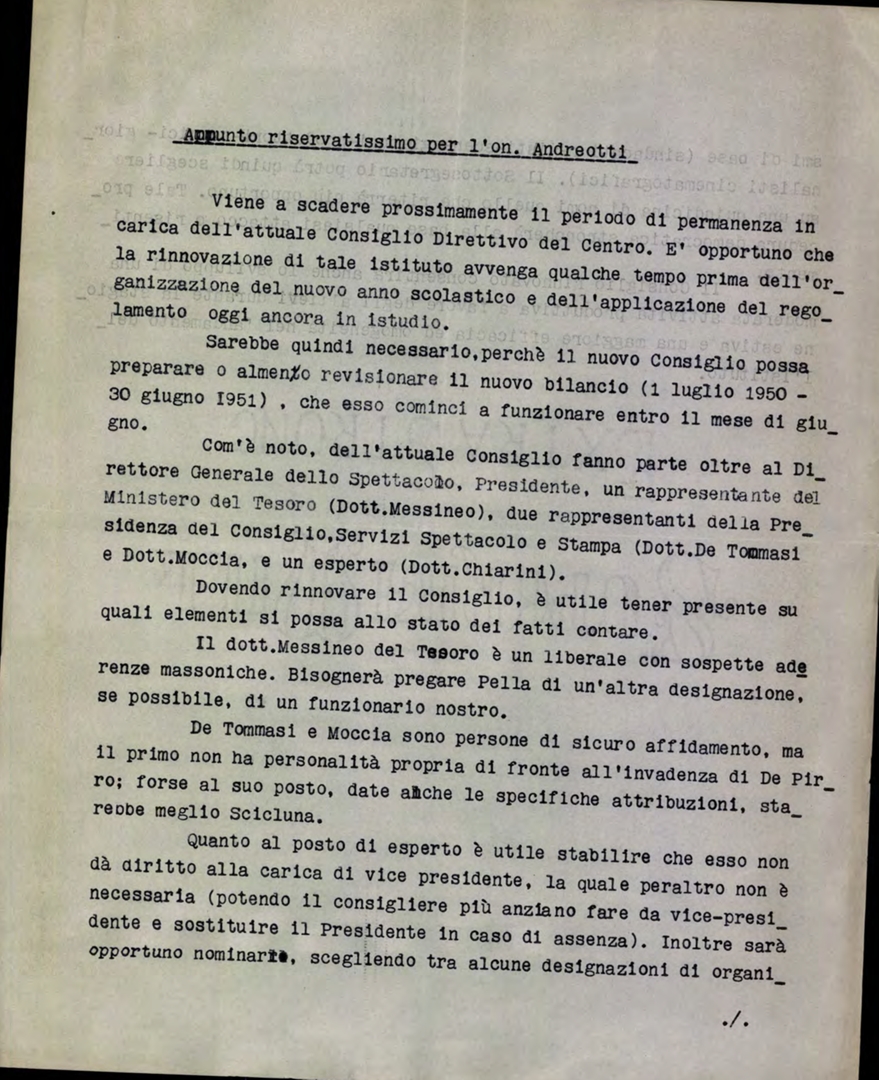 Appunto riservatissimo per l'on. Andreotti
Viene a scadere prossimamente il periodo di permanenza in
carica dell'attuale Consiglio Direttivo del Centro. E' opportuno che
la rinnovazione di tale istituto avvenga qualche tempo prima dell'or_
ganizzazione del nuovo anno scolastico e dell'applicazione del rego_
lamento oggi ancora in istudio.
Sarebbe quindi necessario,perchè il nuovo Consiglio possa
preparare o almeno revisionare il nuovo bilancio (1 luglio 1950 -
30 giugno I951) , che esso cominci a funzionare entro il mese di giu_
gno.
Com'è noto, dell'attuale Consiglio fanno parte oltre al Di_
rettore Generale dello Spettacolo, Presidente, un rappresentante del
Ministero del Tesoro (Dott.Messineo), due rappresentanti della Pre_
sidenza del Consiglio,Servizi Spettacolo e Stampa (Dott.De Tommasi
e Dott.Moccia, e un esperto (Dott.Chiarini).
Dovendo rinnovare il Consiglio, è utile tener presente su
quali elementi si possa allo stato dei fatti contare.
Il dott.Messineo del Tesoro è un liberale con sospette ade
renze massoniche. Bisognerà pregare Pella di un'altra designazione,
se possibile, di un funzionario nostro.
De Tommasi e Moccia sono persone di sicuro affidamento, ma
il primo non ha personalità propria di fronte all'invadenza di De Pir_
ro; forse al suo posto, date anche le specifiche attribuzioni, sta_
rebbe meglio Scicluna.
Quanto al posto di esperto è utile stabilire che esso non
dà diritto alla carica di vice presidente, la quale peraltro non è
necessaria (potendo il consigliere più anziano fare da vice-presi_
dente e sostituire il Presidente in caso di assenza). Inoltre sarà
opportuno nominarlo, scegliendo tra alcune designazioni di organi_
./.